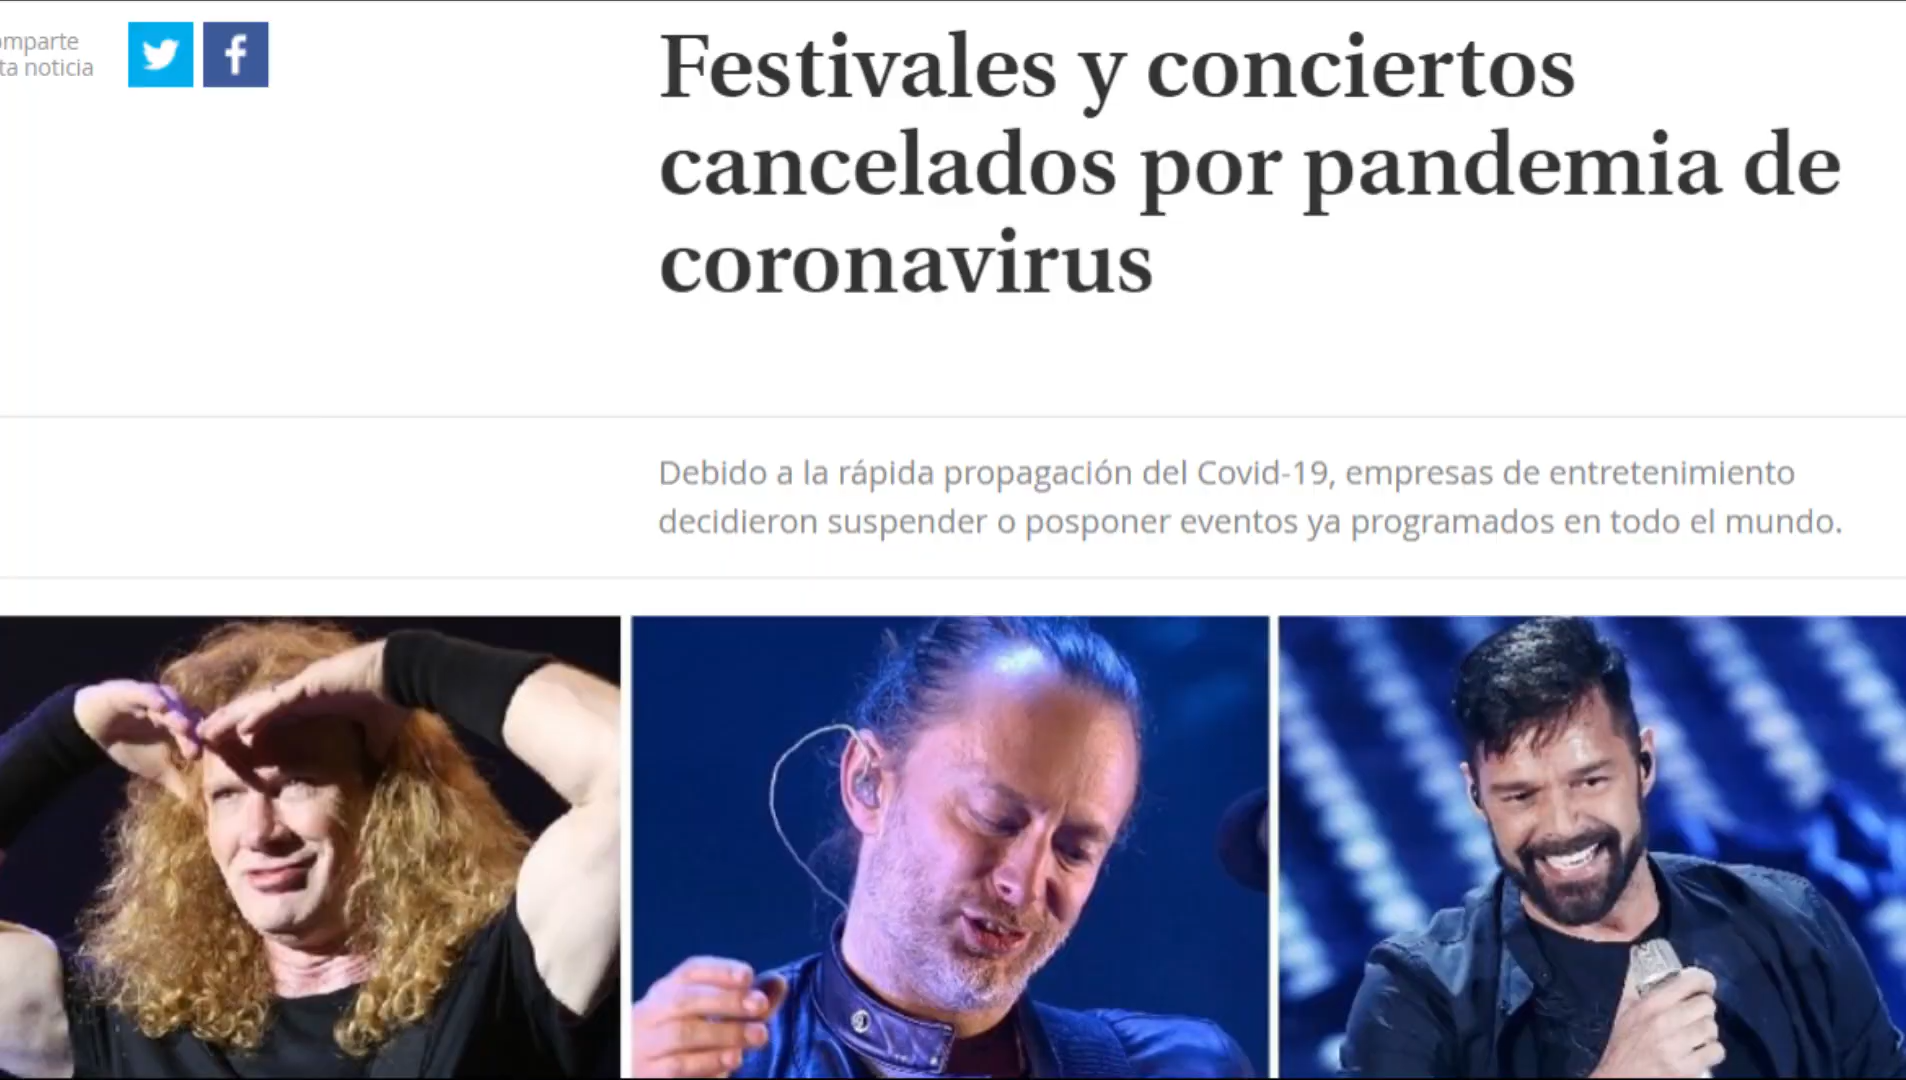 omparte
ta noticia
Festivales y conciertos
cancelados por pandemia de
coronavirus
Debido a la rápida propagación del Covid-19, empresas de entretenimiento
decidieron suspender o posponer eventos ya programados en todo el mundo.